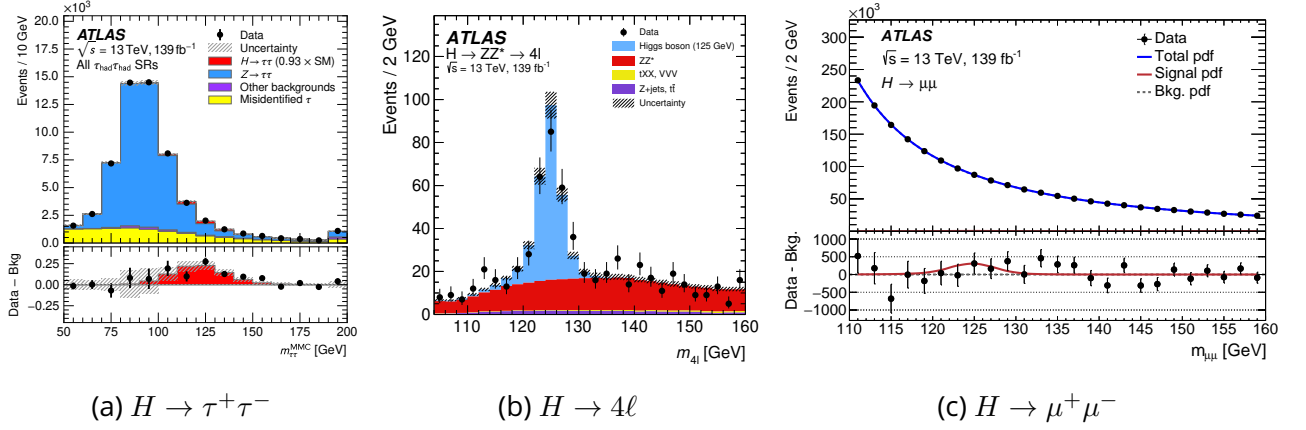 ×10³
ATLAS
√s = 13 TeV, 139 fb⁻¹
All τhadτhad SRs
Data
Uncertainty
H → ττ (0.93 × SM)
Z → ττ
Other backgrounds
Misidentified τ
Events / 10 GeV
20.0
17.5
15.0
12.5
10.0
7.5
5.0
2.5
0.0
Data − Bkg
0.25
0.00
−0.25
50 75 100 125 150 175 200
mττMMC [GeV]
(a) H → τ⁺τ⁻
ATLAS
H → ZZ* → 4l
√s = 13 TeV, 139 fb⁻¹
Data
Higgs boson (125 GeV)
ZZ*
tXX, VVV
Z+jets, tt̄
Uncertainty
Events / 2 GeV
120
100
80
60
40
20
0
120 130 140 150 160
m4l [GeV]
(b) H → 4ℓ
×10³
ATLAS
√s = 13 TeV, 139 fb⁻¹
H → μμ
Data
Total pdf
Signal pdf
Bkg. pdf
Events / 2 GeV
300
250
200
150
100
50
Data - Bkg.
1000
500
0
−500
−1000
111 115 120 125 130 135 140 145 150 155 159
mμμ [GeV]
(c) H → μ⁺μ⁻